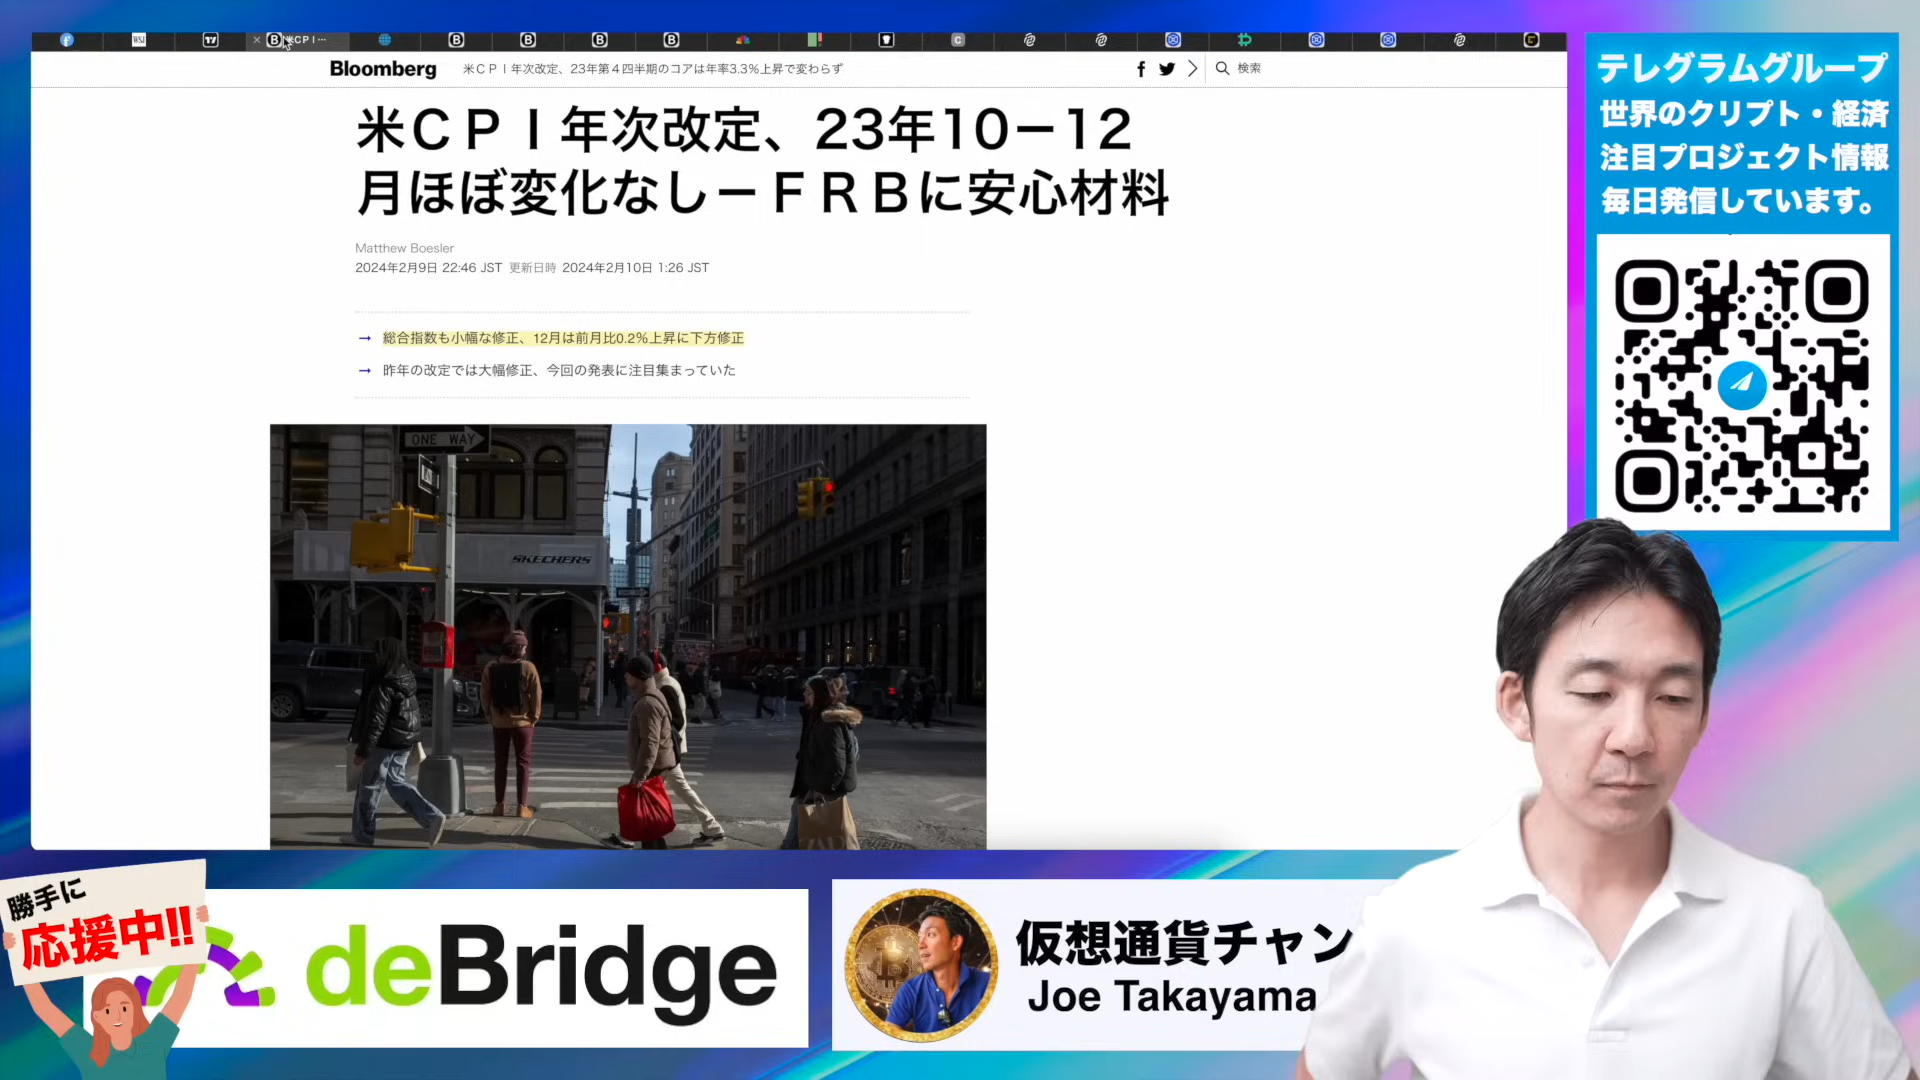 米CPI…
Bloomberg
米ＣＰＩ年次改定、23年第４四半期のコアは年率3.3％上昇で変わらず
検索
米ＣＰＩ年次改定、23年10－12
月ほぼ変化なし－ＦＲＢに安心材料
Matthew Boesler
2024年2月9日 22:46 JST 更新日時 2024年2月10日 1:26 JST
→ 総合指数も小幅な修正、12月は前月比0.2％上昇に下方修正
→ 昨年の改定では大幅修正、今回の発表に注目集まっていた
ONE WAY
SKECHERS
テレグラムグループ
世界のクリプト・経済
注目プロジェクト情報
毎日発信しています。
勝手に
応援中!!
deBridge
仮想通貨チャン
Joe Takayama